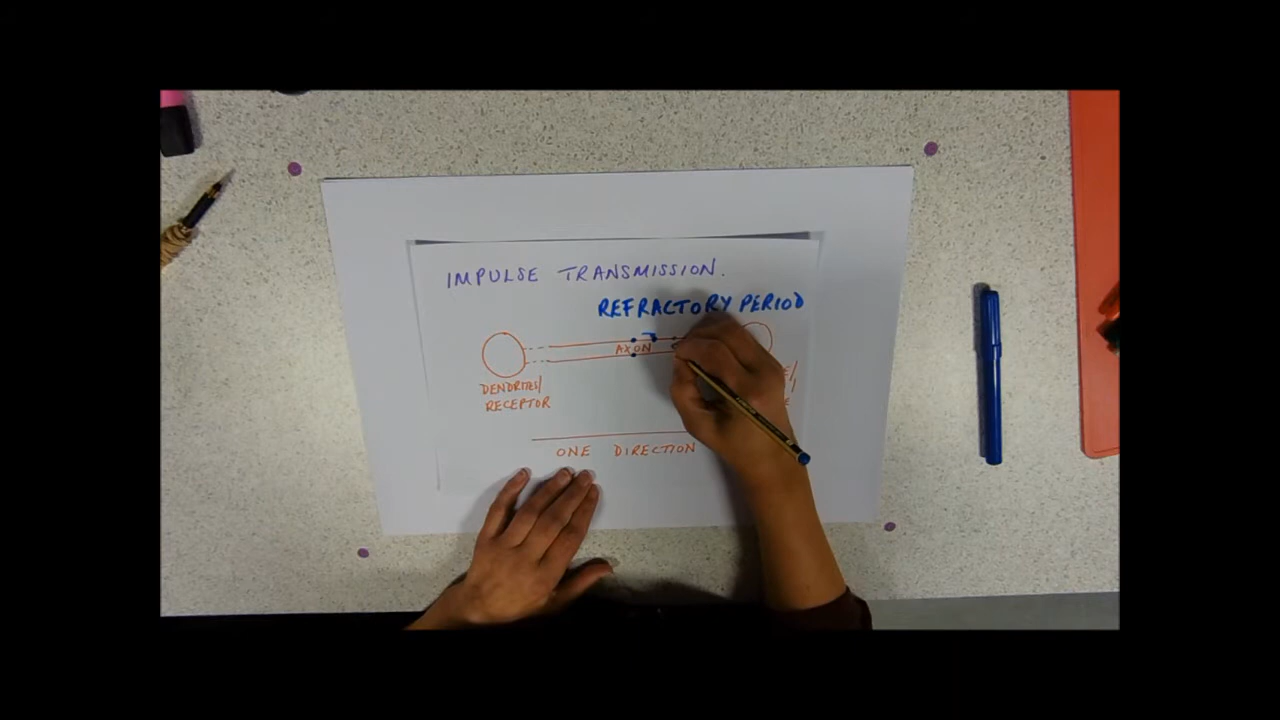 IMPULSE TRANSMISSION.
REFRACTORY PERIOD
AXON
DENDRITES/
RECEPTOR
ONE DIRECTION